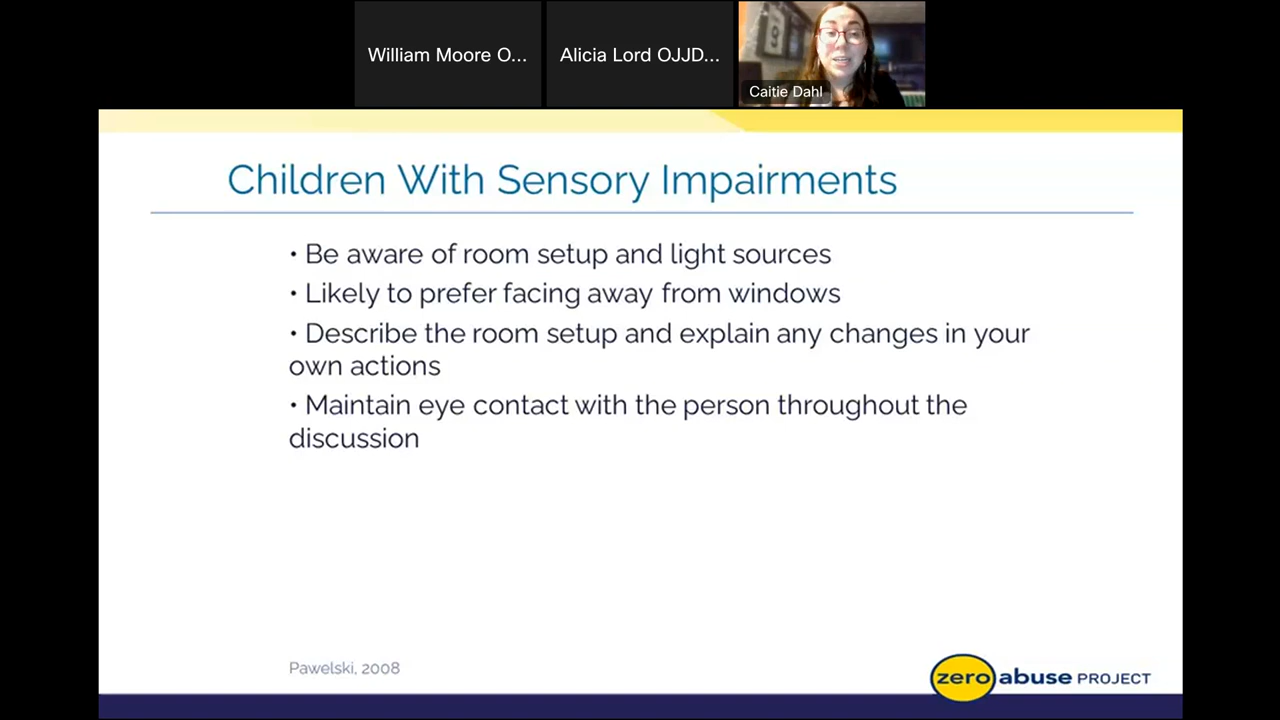 William Moore O...
Alicia Lord OJJD...
Caitie Dahl
Children With Sensory Impairments
• Be aware of room setup and light sources
• Likely to prefer facing away from windows
• Describe the room setup and explain any changes in your
own actions
• Maintain eye contact with the person throughout the
discussion
Pawelski, 2008
zero abuse PROJECT